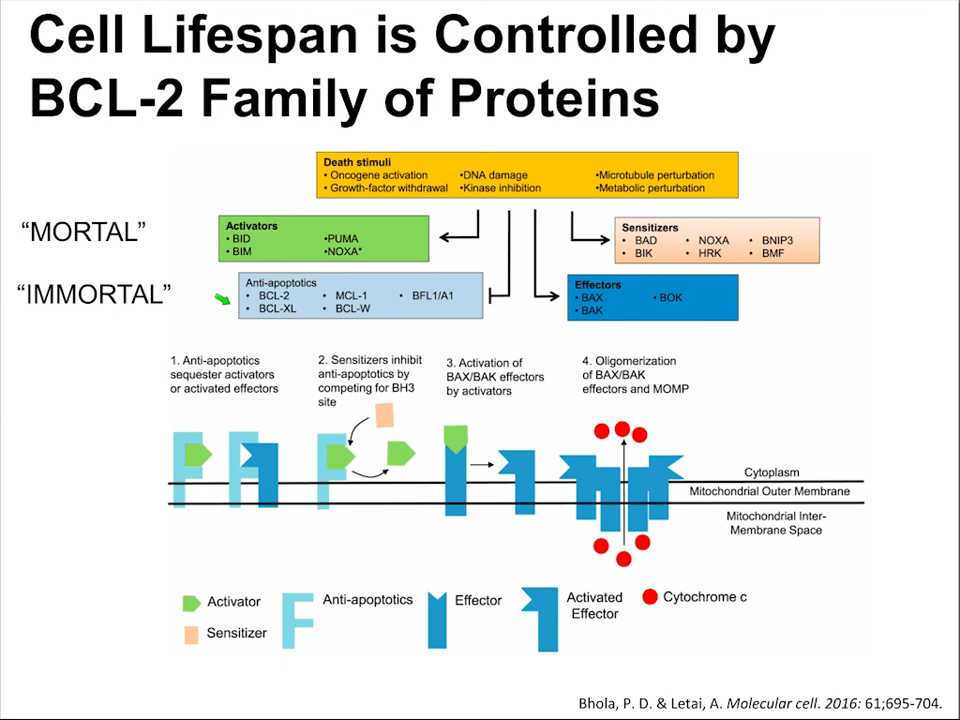 Cell Lifespan is Controlled by
BCL-2 Family of Proteins
Death stimuli
• Oncogene activation •DNA damage •Microtubule perturbation
• Growth-factor withdrawal •Kinase inhibition •Metabolic perturbation
“MORTAL”
Activators
• BID •PUMA
• BIM •NOXA*
Sensitizers
• BAD • NOXA • BNIP3
• BIK • HRK • BMF
“IMMORTAL”
Anti-apoptotics
• BCL-2 • MCL-1 • BFL1/A1
• BCL-XL • BCL-W
Effectors
• BAX • BOK
• BAK
1. Anti-apoptotics
sequester activators
or activated effectors
2. Sensitizers inhibit
anti-apoptotics by
competing for BH3
site
3. Activation of
BAX/BAK effectors
by activators
4. Oligomerization
of BAX/BAK
effectors and MOMP
Cytoplasm
Mitochondrial Outer Membrane
Mitochondrial Inter-
Membrane Space
Activator
Sensitizer
Anti-apoptotics
Effector
Activated
Effector
Cytochrome c
Bhola, P. D. & Letai, A. Molecular cell. 2016: 61;695-704.